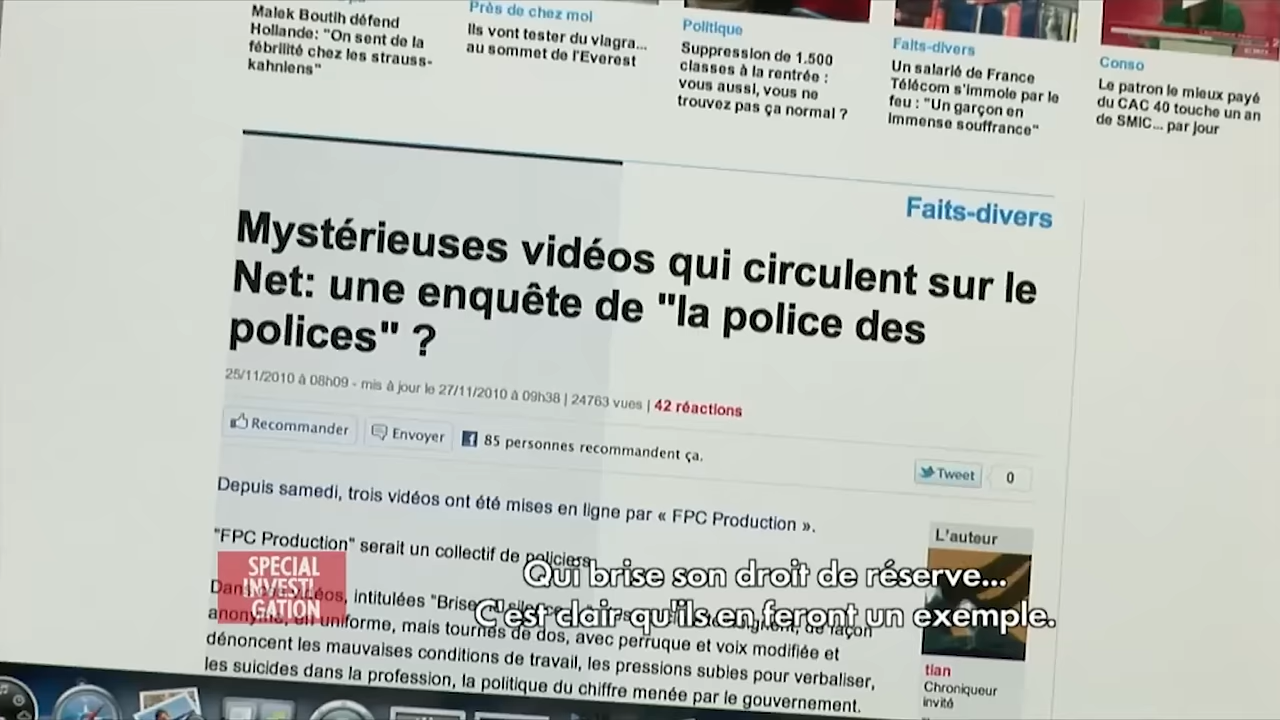 Malek Boutih défend
Hollande: "On sent de la
fébrilité chez les strauss-
kahniens"
Près de chez moi
Ils vont tester du viagra...
au sommet de l'Everest
Politique
Suppression de 1.500
classes à la rentrée :
vous aussi, vous ne
trouvez pas ça normal ?
Faits-divers
Un salarié de France
Télécom s'immole par le
feu : "Un garçon en
immense souffrance"
Conso
Le patron le mieux payé
du CAC 40 touche un an
de SMIC... par jour
Faits-divers
Mystérieuses vidéos qui circulent sur le
Net: une enquête de "la police des
polices" ?
25/11/2010 à 08h09 - mis à jour le 27/11/2010 à 09h38 | 24763 vues | 42 réactions
Recommander
Envoyer
85 personnes recommandent ça.
Tweet
0
Depuis samedi, trois vidéos ont été mises en ligne par « FPC Production ».
"FPC Production" serait un collectif de policiers
L'auteur
tian
Chroniqueur
invité
intitulées
uniforme, mais tournés de dos, avec perruque et voix modifiée et
dénoncent les mauvaises conditions de travail, les pressions subies pour verbaliser,
les suicides dans la profession, la politique du chiffre menée par le gouvernement.
SPECIAL
INVESTI
GATION
Qui brise son droit de réserve...
C'est clair qu'ils en feront un exemple.